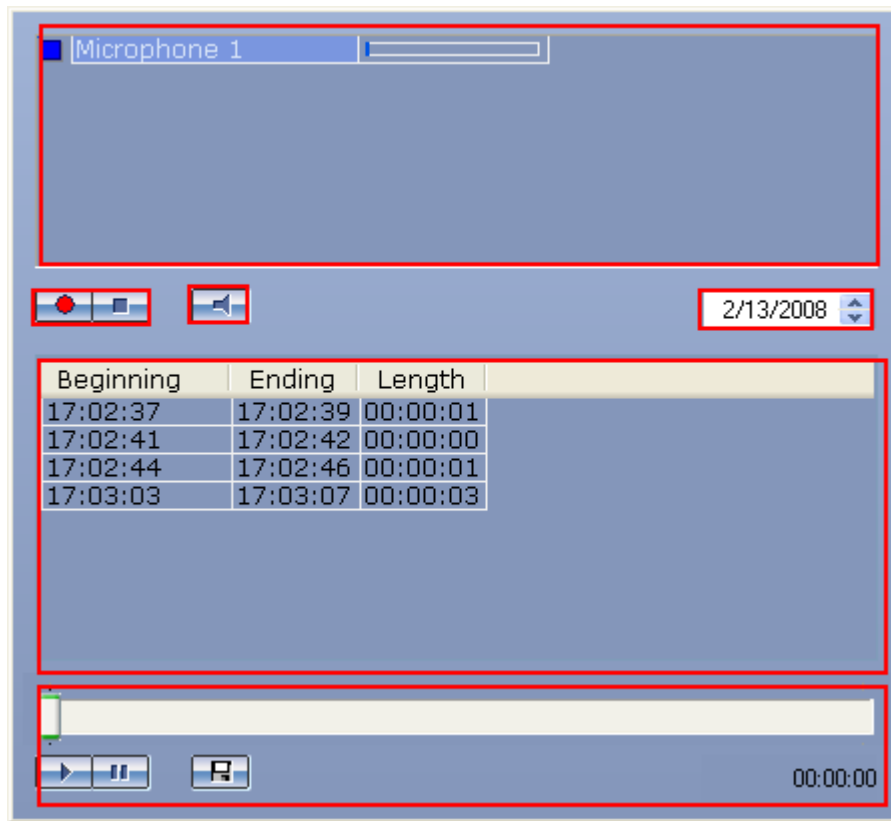 Microphone 1
2/13/2008
Beginning Ending Length
17:02:37 17:02:39 00:00:01
17:02:41 17:02:42 00:00:00
17:02:44 17:02:46 00:00:01
17:03:03 17:03:07 00:00:03
00:00:00